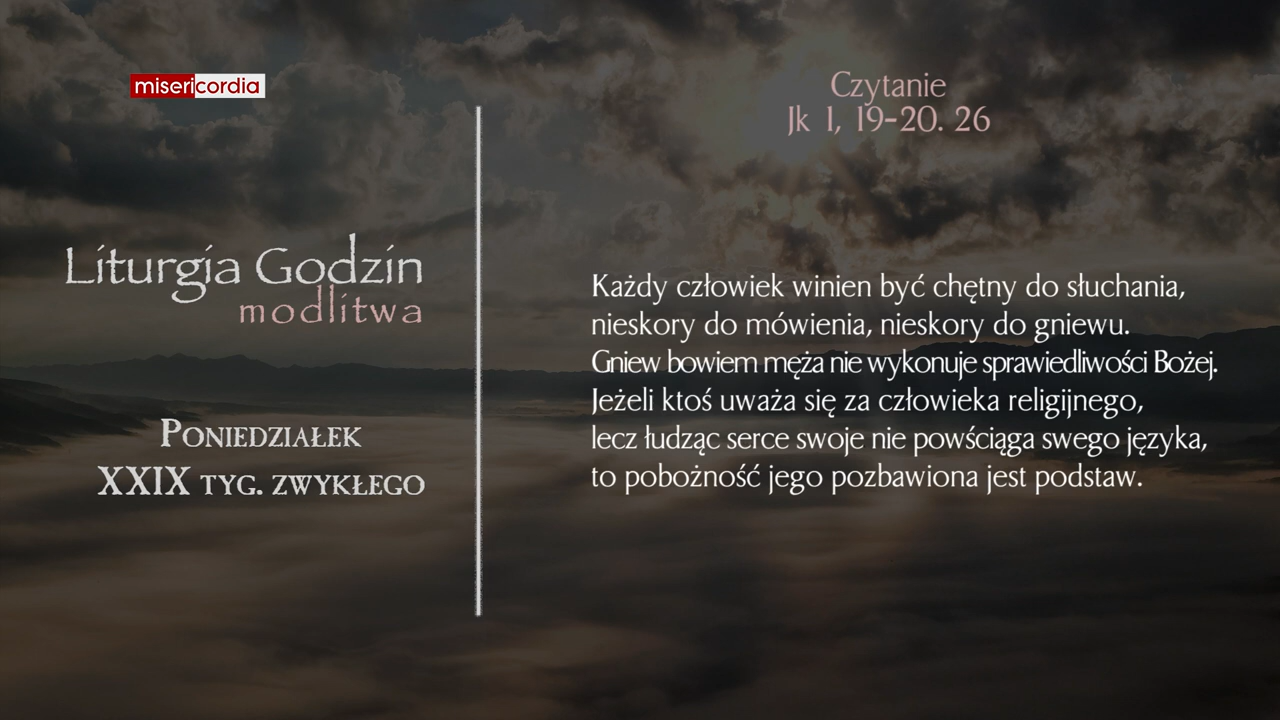 misericordia
Liturgia Godzin
modlitwa
Poniedziałek
XXIX tyg. zwykłego
Czytanie
Jk 1, 19-20. 26
Każdy człowiek winien być chętny do słuchania,
nieskory do mówienia, nieskory do gniewu.
Gniew bowiem męża nie wykonuje sprawiedliwości Bożej.
Jeżeli ktoś uważa się za człowieka religijnego,
lecz łudząc serce swoje nie powściąga swego języka,
to pobożność jego pozbawiona jest podstaw.